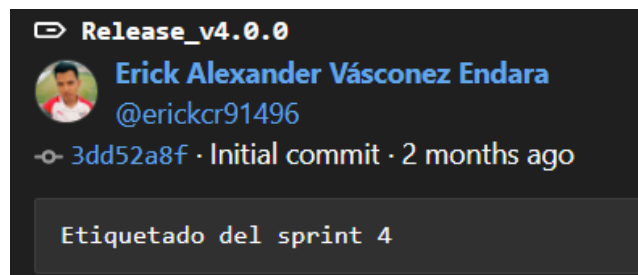 Release_v4.0.0
Erick Alexander Vásconez Endara
@erickcr91496
3dd52a8f · Initial commit · 2 months ago
Etiquetado del sprint 4